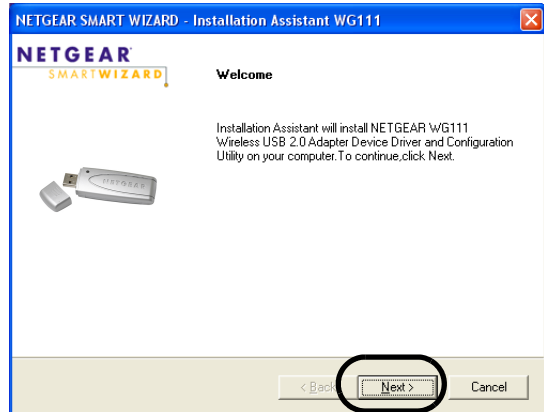 NETGEAR SMART WIZARD - Installation Assistant WG111
NETGEAR
SMARTWIZARD
Welcome
Installation Assistant will install NETGEAR WG111
Wireless USB 2.0 Adapter Device Driver and Configuration
Utility on your computer.To continue,click Next.
NETGEAR
< Back
Next >
Cancel